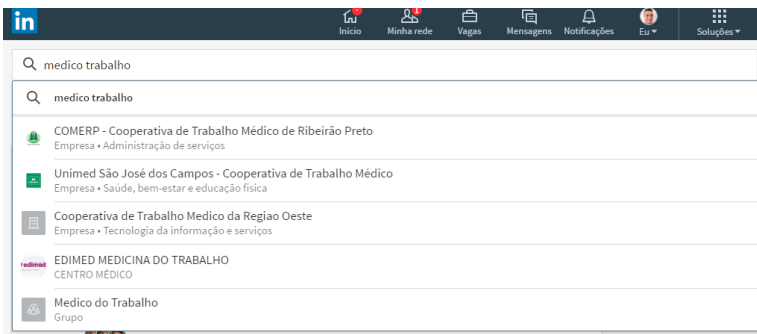 in
Início
Minha rede
Vagas
Mensagens
Notificações
Eu
Soluções
medico trabalho
medico trabalho
COMERP - Cooperativa de Trabalho Médico de Ribeirão Preto
Empresa • Administração de serviços
Unimed São José dos Campos - Cooperativa de Trabalho Médico
Empresa • Saúde, bem-estar e educação física
Cooperativa de Trabalho Medico da Regiao Oeste
Empresa • Tecnologia da informação e serviços
edimed
EDIMED MEDICINA DO TRABALHO
CENTRO MÉDICO
Medico do Trabalho
Grupo